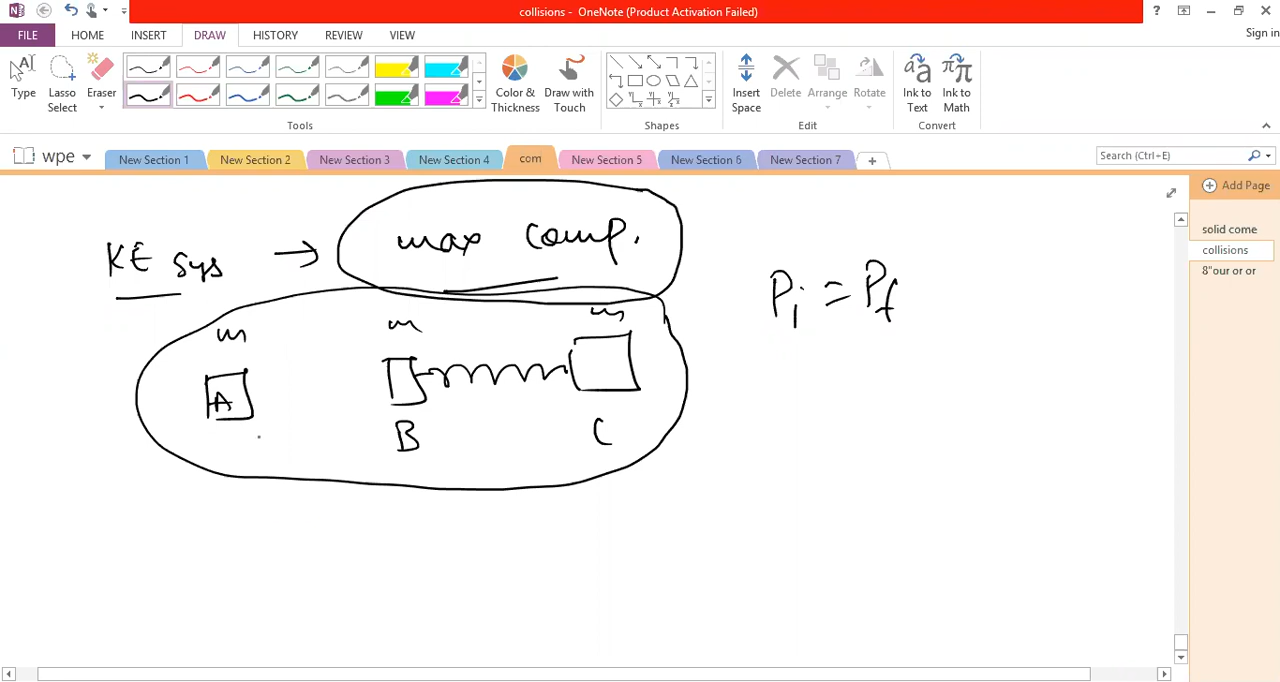 collisions - OneNote (Product Activation Failed)
?
FILE HOME INSERT DRAW HISTORY REVIEW VIEW
Sign in
Type Lasso Select Eraser
Color & Thickness Draw with Touch
Insert Space Delete Arrange Rotate
Ink to Text Ink to Math
Tools Shapes Edit Convert
wpe New Section 1 New Section 2 New Section 3 New Section 4 com New Section 5 New Section 6 New Section 7
Search (Ctrl+E)
Add Page
solid come
collisions
8"our or or
KE sys → max comp.
Pi = Pf
m m m
A
B C